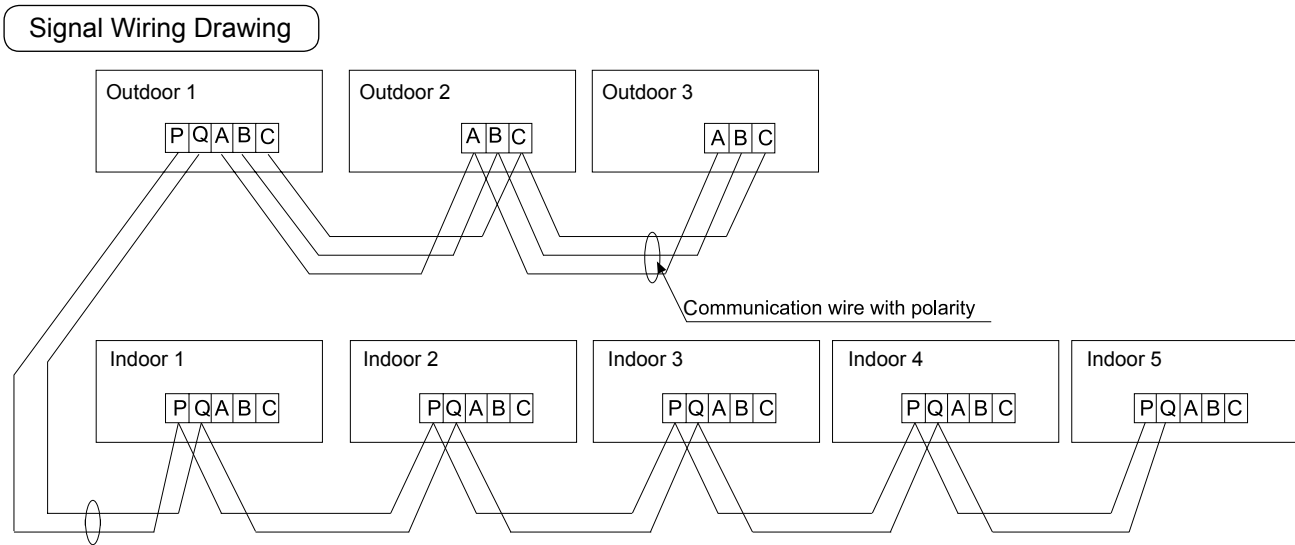 Signal Wiring Drawing
Outdoor 1
Outdoor 2
Outdoor 3
P Q A B C
A B C
A B C
Communication wire with polarity
Indoor 1
Indoor 2
Indoor 3
Indoor 4
Indoor 5
P Q A B C
P Q A B C
P Q A B C
P Q A B C
P Q A B C